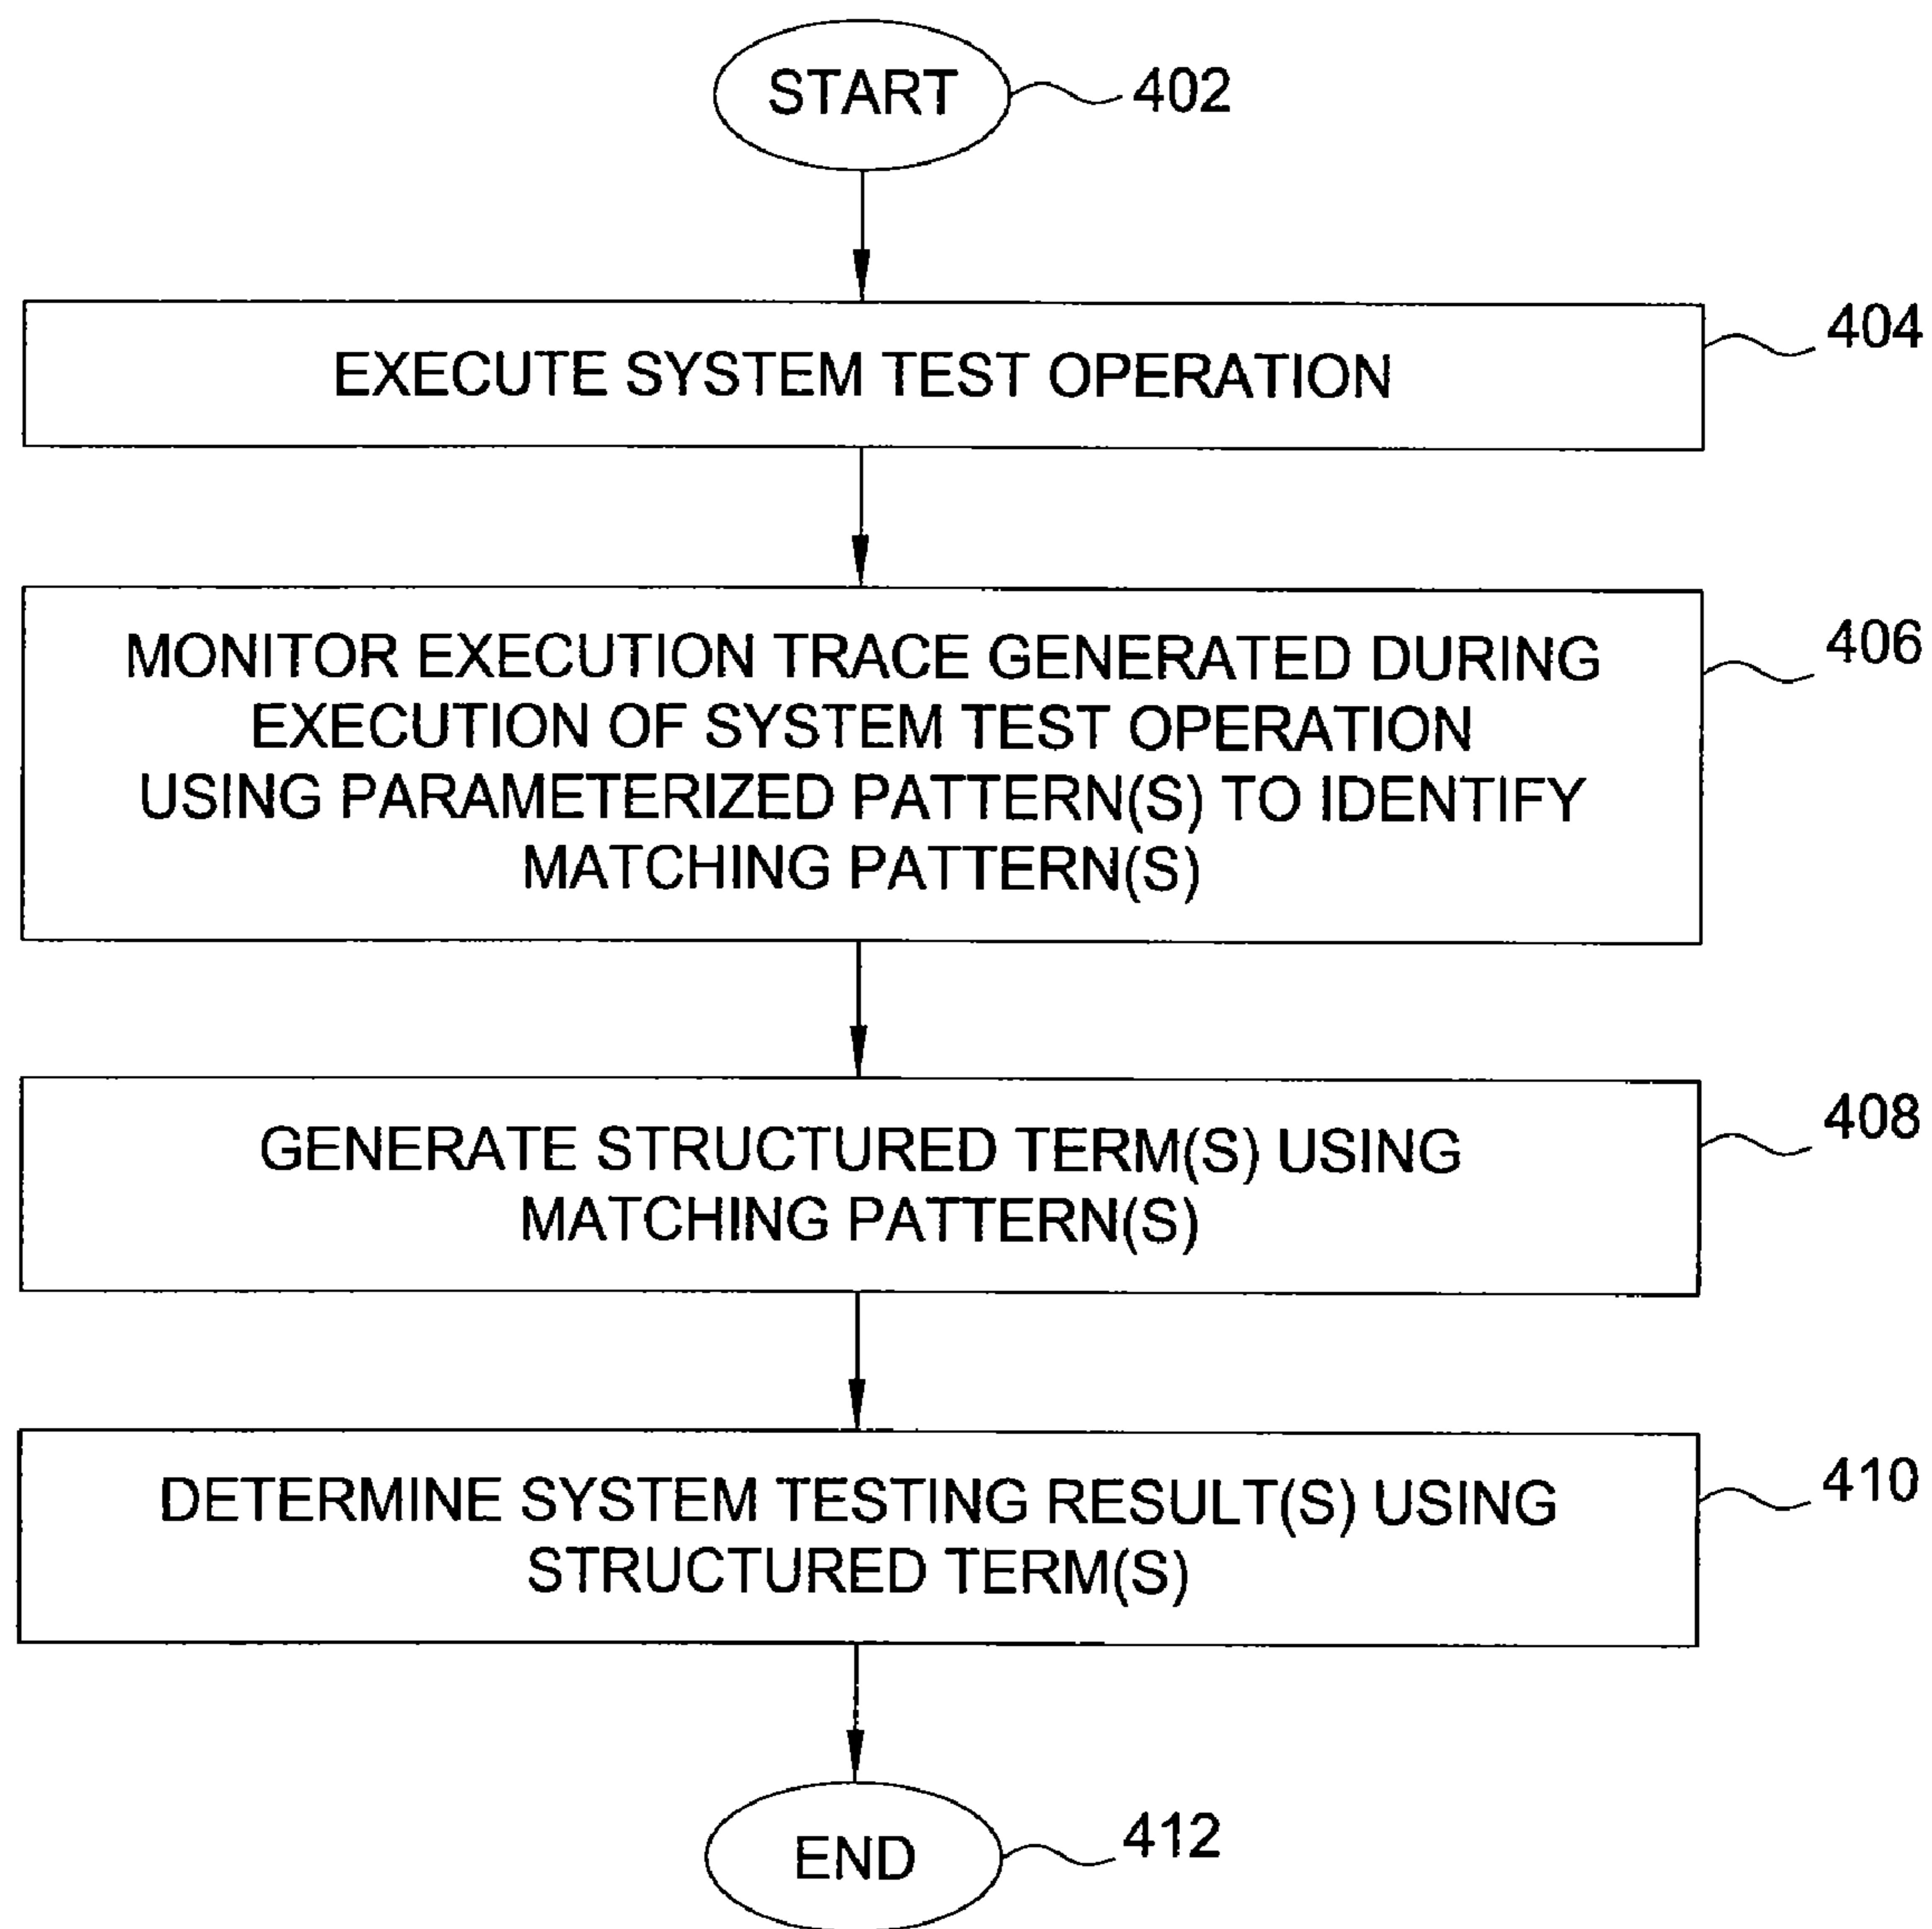 START
402
EXECUTE SYSTEM TEST OPERATION
404
MONITOR EXECUTION TRACE GENERATED DURING
EXECUTION OF SYSTEM TEST OPERATION
USING PARAMETERIZED PATTERN(S) TO IDENTIFY
MATCHING PATTERN(S)
406
GENERATE STRUCTURED TERM(S) USING
MATCHING PATTERN(S)
408
DETERMINE SYSTEM TESTING RESULT(S) USING
STRUCTURED TERM(S)
410
END
412